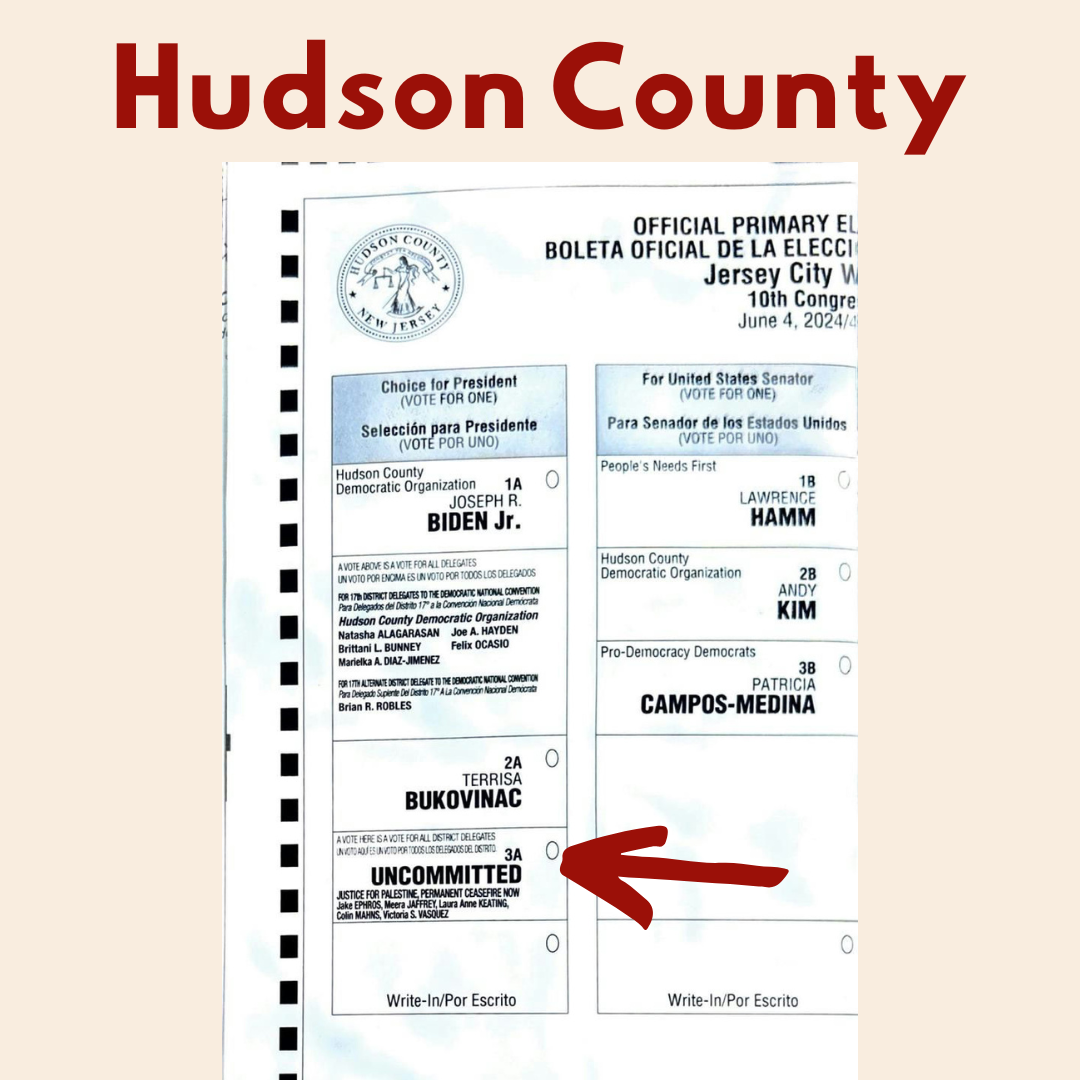 Hudson County
HUDSON COUNTY
NEW JERSEY
OFFICIAL PRIMARY EL
BOLETA OFICIAL DE LA ELECCI
Jersey City W
10th Congre
June 4, 2024/4
Choice for President
(VOTE FOR ONE)
Selección para Presidente
(VOTE POR UNO)
Hudson County
Democratic Organization 1A
JOSEPH R.
BIDEN Jr.
A VOTE ABOVE IS A VOTE FOR ALL DELEGATES
UN VOTO POR ENCIMA ES UN VOTO POR TODOS LOS DELEGADOS
FOR 17th DISTRICT DELEGATES TO THE DEMOCRATIC NATIONAL CONVENTION
Para Delegados del Distrito 17° a la Convención Nacional Demócrata
Hudson County Democratic Organization
Natasha ALAGARASAN Joe A. HAYDEN
Brittani L. BUNNEY Felix OCASIO
Marielka A. DIAZ-JIMENEZ
FOR 17TH ALTERNATE DISTRICT DELEGATE TO THE DEMOCRATIC NATIONAL CONVENTION
Para Delegado Suplente Del Distrito 17° A La Convención Nacional Demócrata
Brian R. ROBLES
2A
TERRISA
BUKOVINAC
A VOTE HERE IS A VOTE FOR ALL DISTRICT DELEGATES
UN VOTO AQUÍ ES UN VOTO POR TODOS LOS DELEGADOS DEL DISTRITO.
3A
UNCOMMITTED
JUSTICE FOR PALESTINE, PERMANENT CEASEFIRE NOW
Jake EPHROS, Meera JAFFREY, Laura Anne KEATING,
Colin MAHNS, Victoria S. VASQUEZ
Write-In/Por Escrito
For United States Senator
(VOTE FOR ONE)
Para Senador de los Estados Unidos
(VOTE POR UNO)
People's Needs First
1B
LAWRENCE
HAMM
Hudson County
Democratic Organization 2B
ANDY
KIM
Pro-Democracy Democrats
3B
PATRICIA
CAMPOS-MEDINA
Write-In/Por Escrito